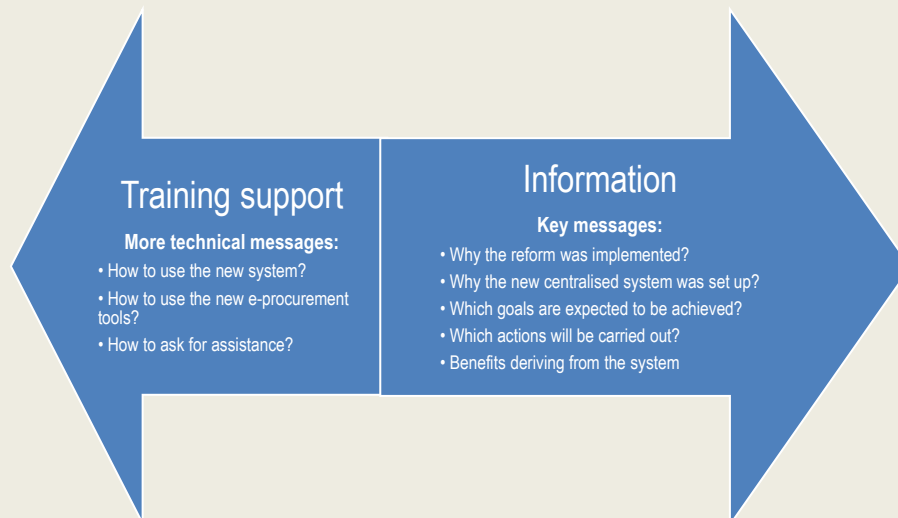 Training support
More technical messages:
• How to use the new system?
• How to use the new e-procurement
tools?
• How to ask for assistance?
Information
Key messages:
• Why the reform was implemented?
• Why the new centralised system was set up?
• Which goals are expected to be achieved?
• Which actions will be carried out?
• Benefits deriving from the system